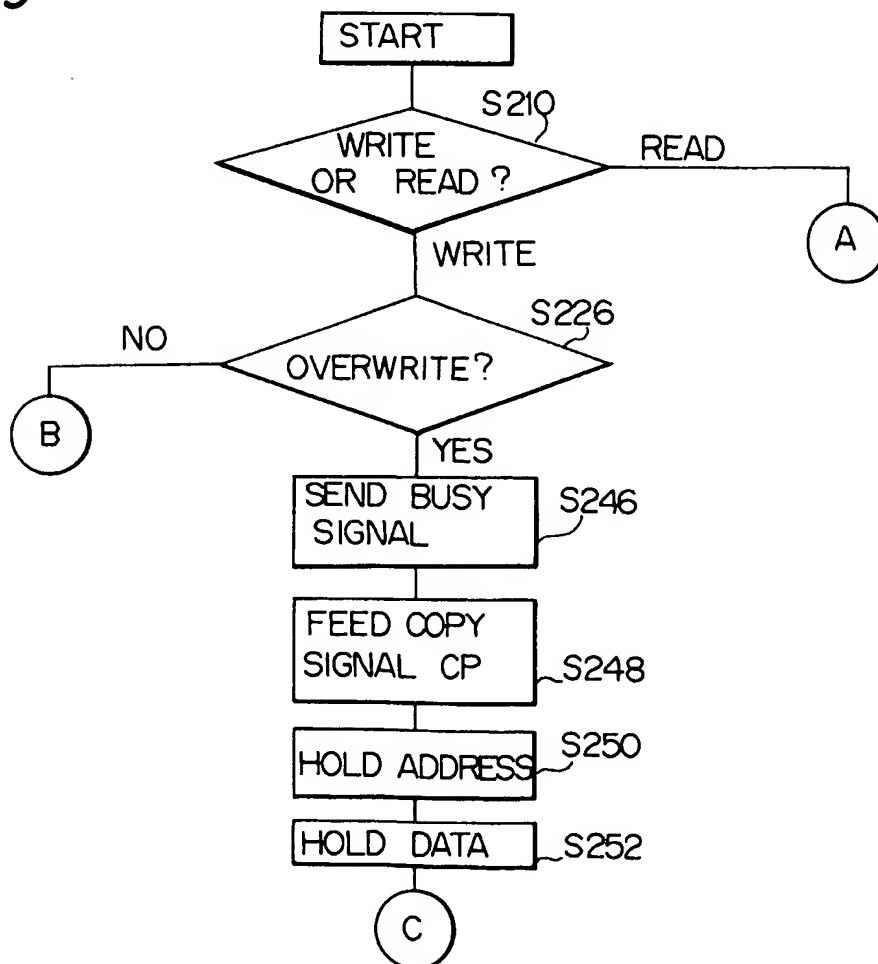 START
S210
WRITE
OR READ?
READ
A
WRITE
S226
NO
OVERWRITE?
B
YES
SEND BUSY
SIGNAL
S246
FEED COPY
SIGNAL CP
S248
HOLD ADDRESS
S250
HOLD DATA
S252
C